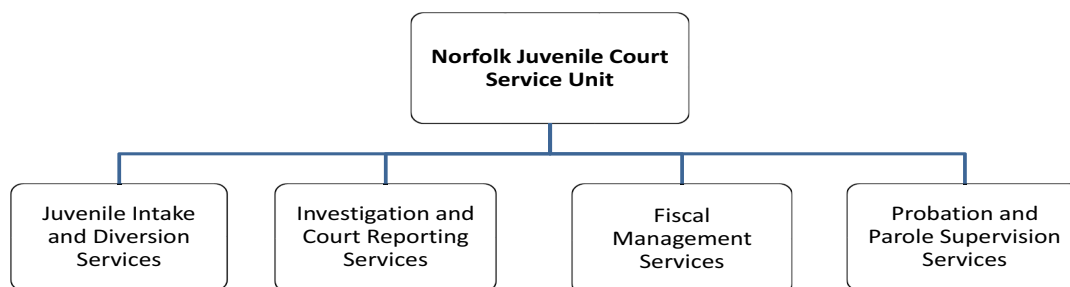 Norfolk Juvenile Court
Service Unit
Juvenile Intake
and Diversion
Services
Investigation and
Court Reporting
Services
Fiscal
Management
Services
Probation and
Parole Supervision
Services